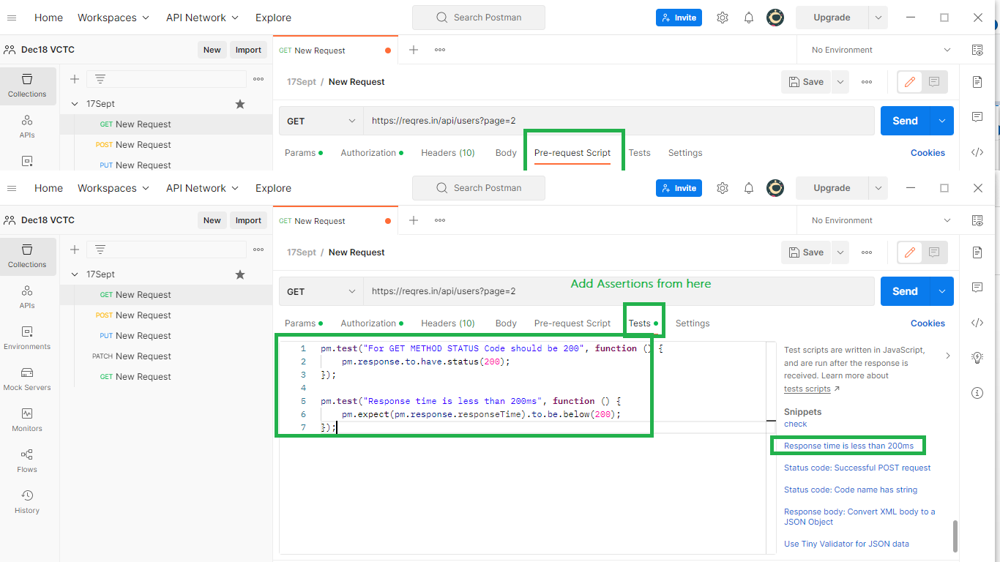 Home Workspaces API Network Explore Search Postman Invite Upgrade
Dec18 VCTC New Import GET New Request No Environment
Collections
17Sept / New Request Save
17Sept
GET New Request
GET https://reqres.in/api/users?page=2 Send
APIs
POST New Request
PUT New Request
Params Authorization Headers (10) Body Pre-request Script Tests Settings Cookies
Home Workspaces API Network Explore Search Postman Invite Upgrade
Dec18 VCTC New Import GET New Request No Environment
Collections
17Sept / New Request Save
17Sept
Add Assertions from here
GET New Request
GET https://reqres.in/api/users?page=2 Send
APIs
POST New Request
Params Authorization Headers (10) Body Pre-request Script Tests Settings Cookies
PUT New Request
Environments
PATCH New Request
GET New Request
Mock Servers
Monitors
Flows
History
1 pm.test("For GET METHOD STATUS Code should be 200", function () {
2 pm.response.to.have.status(200);
3 });
4
5 pm.test("Response time is less than 200ms", function () {
6 pm.expect(pm.response.responseTime).to.be.below(200);
7 });
Test scripts are written in JavaScript,
and are run after the response is
received. Learn more about
tests scripts
Snippets
check
Response time is less than 200ms
Status code: Successful POST request
Status code: Code name has string
Response body: Convert XML body to a
JSON Object
Use Tiny Validator for JSON data